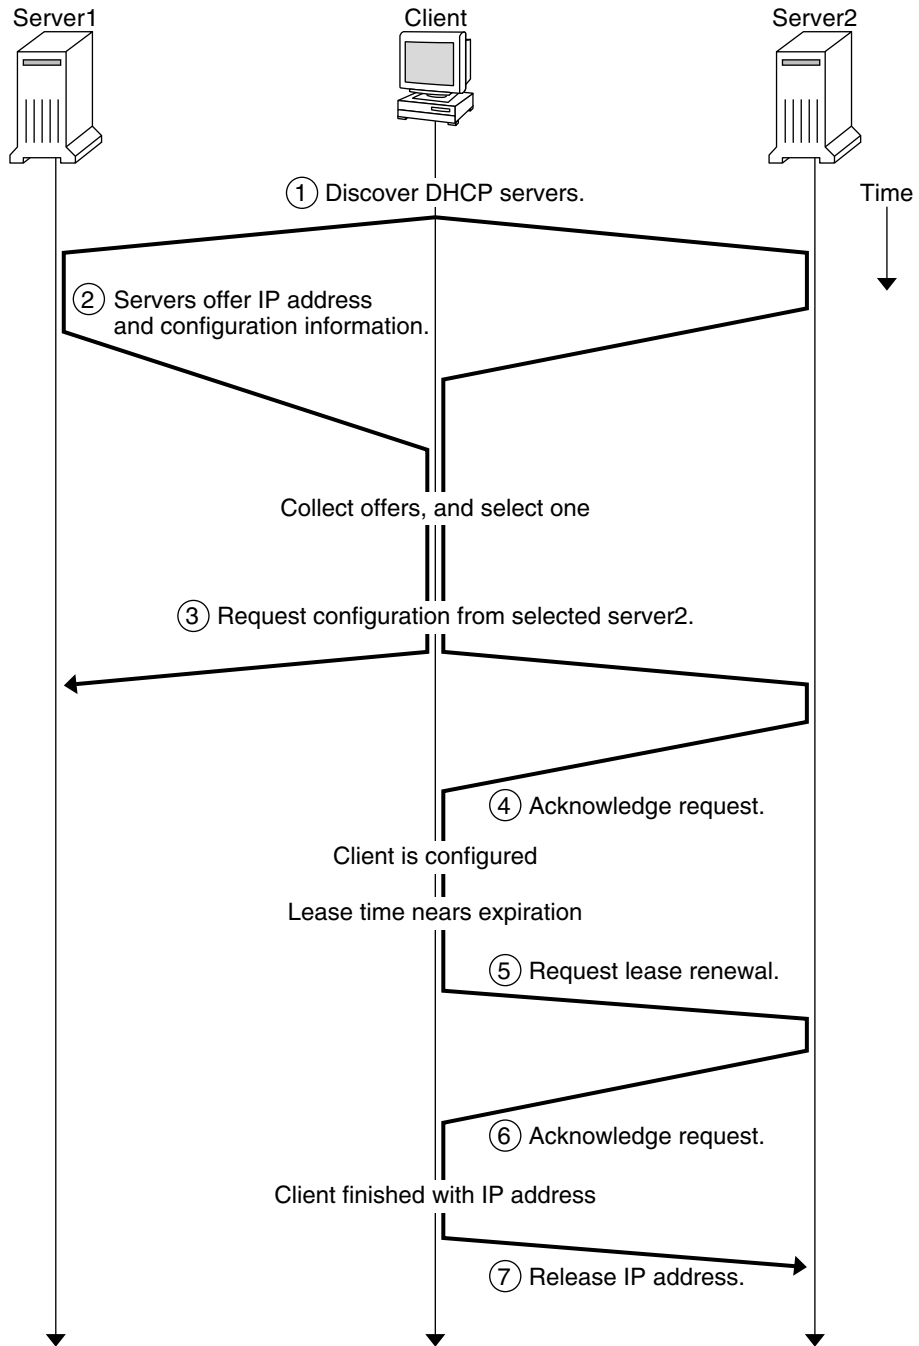 Server1
Client
Server2
① Discover DHCP servers.
Time
② Servers offer IP address
and configuration information.
Collect offers, and select one
③ Request configuration from selected server2.
④ Acknowledge request.
Client is configured
Lease time nears expiration
⑤ Request lease renewal.
⑥ Acknowledge request.
Client finished with IP address
⑦ Release IP address.